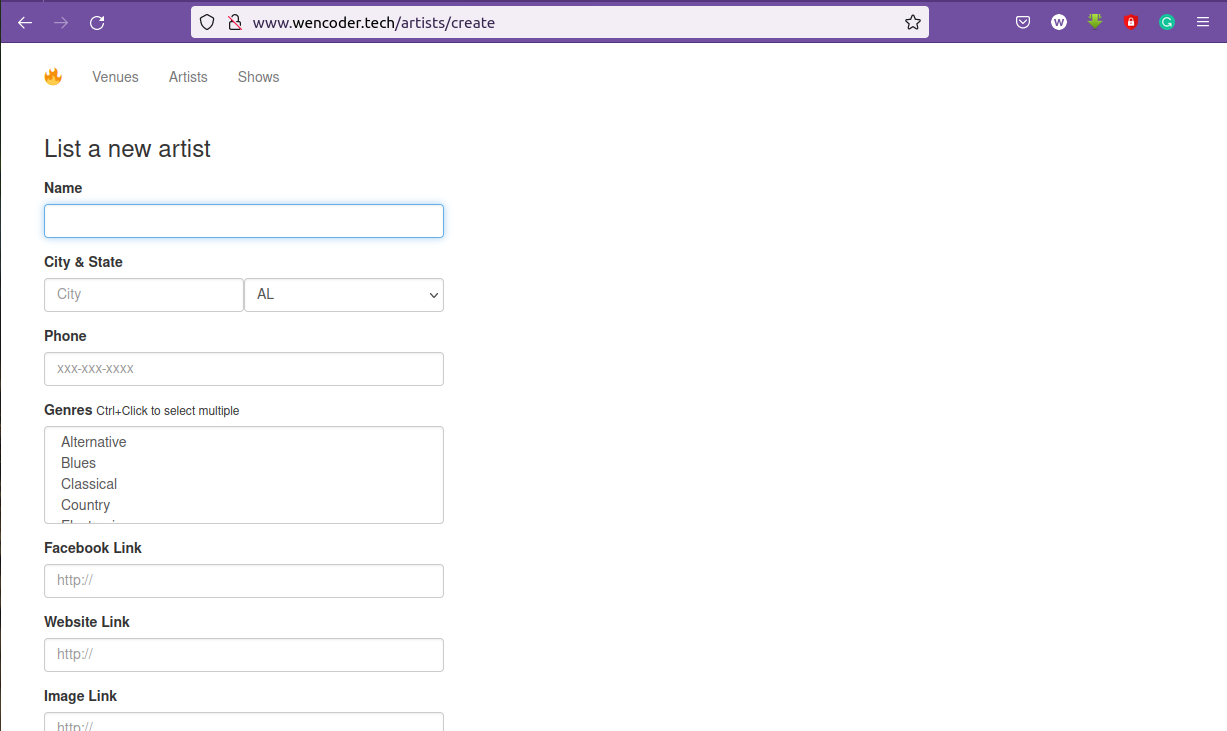 www.wencoder.tech/artists/create
Venues Artists Shows
List a new artist
Name
City & State
City AL
Phone
xxx-xxx-xxxx
Genres Ctrl+Click to select multiple
Alternative
Blues
Classical
Country
Facebook Link
http://
Website Link
http://
Image Link
http://